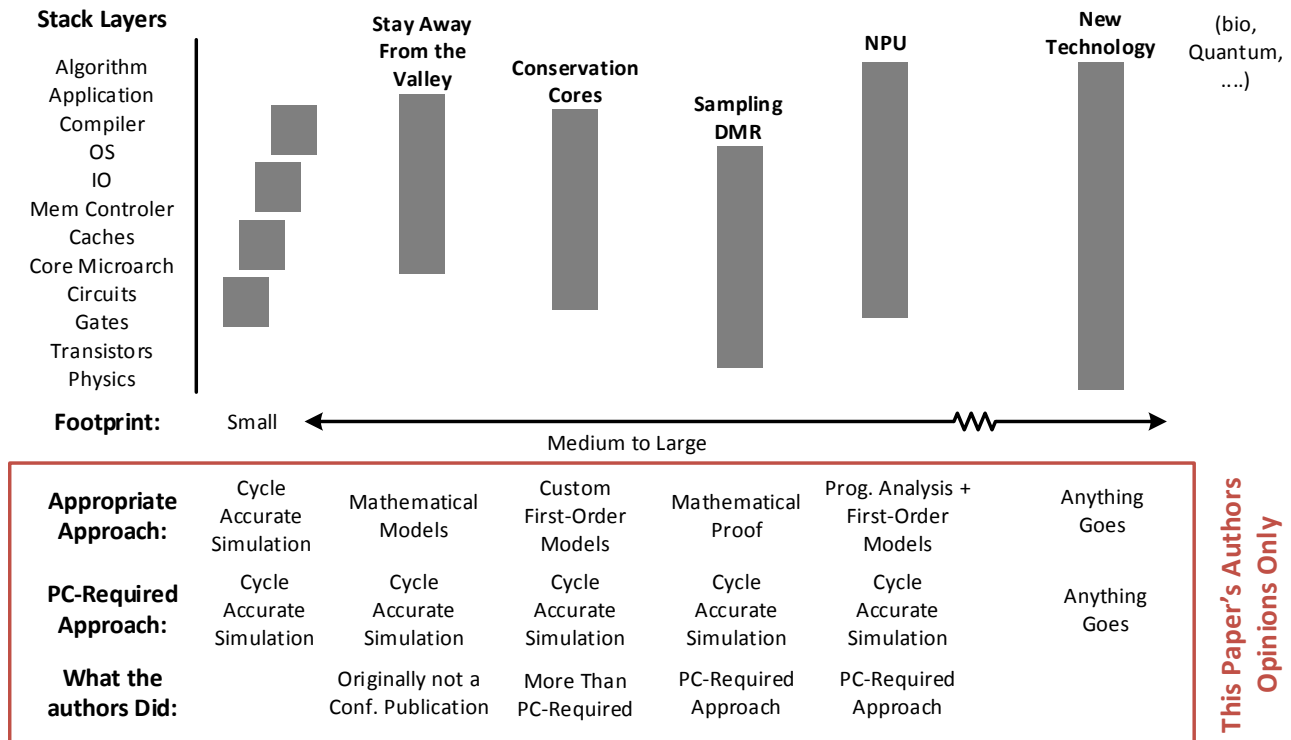 Stack Layers
Algorithm
Application
Compiler
OS
IO
Mem Controler
Caches
Core Microarch
Circuits
Gates
Transistors
Physics
Stay Away
From the
Valley
Conservation
Cores
Sampling
DMR
NPU
New
Technology
(bio,
Quantum,
....)
Footprint:
Small
Medium to Large
Appropriate
Approach:
Cycle
Accurate
Simulation
Mathematical
Models
Custom
First-Order
Models
Mathematical
Proof
Prog. Analysis +
First-Order
Models
Anything
Goes
PC-Required
Approach:
Cycle
Accurate
Simulation
Cycle
Accurate
Simulation
Cycle
Accurate
Simulation
Cycle
Accurate
Simulation
Cycle
Accurate
Simulation
Anything
Goes
What the
authors Did:
Originally not a
Conf. Publication
More Than
PC-Required
PC-Required
Approach
PC-Required
Approach
This Paper's Authors
Opinions Only